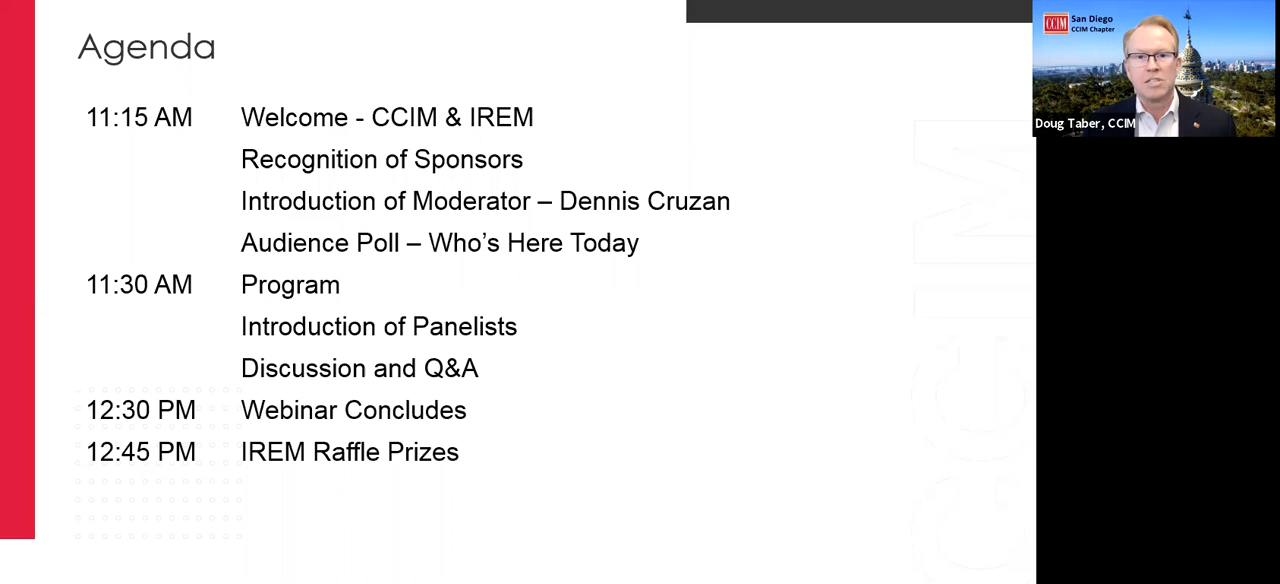 Agenda
11:15 AM Welcome - CCIM & IREM
Recognition of Sponsors
Introduction of Moderator – Dennis Cruzan
Audience Poll – Who's Here Today
11:30 AM Program
Introduction of Panelists
Discussion and Q&A
12:30 PM Webinar Concludes
12:45 PM IREM Raffle Prizes
CCIM
CCIM
San Diego
CCIM Chapter
Doug Taber, CCIM